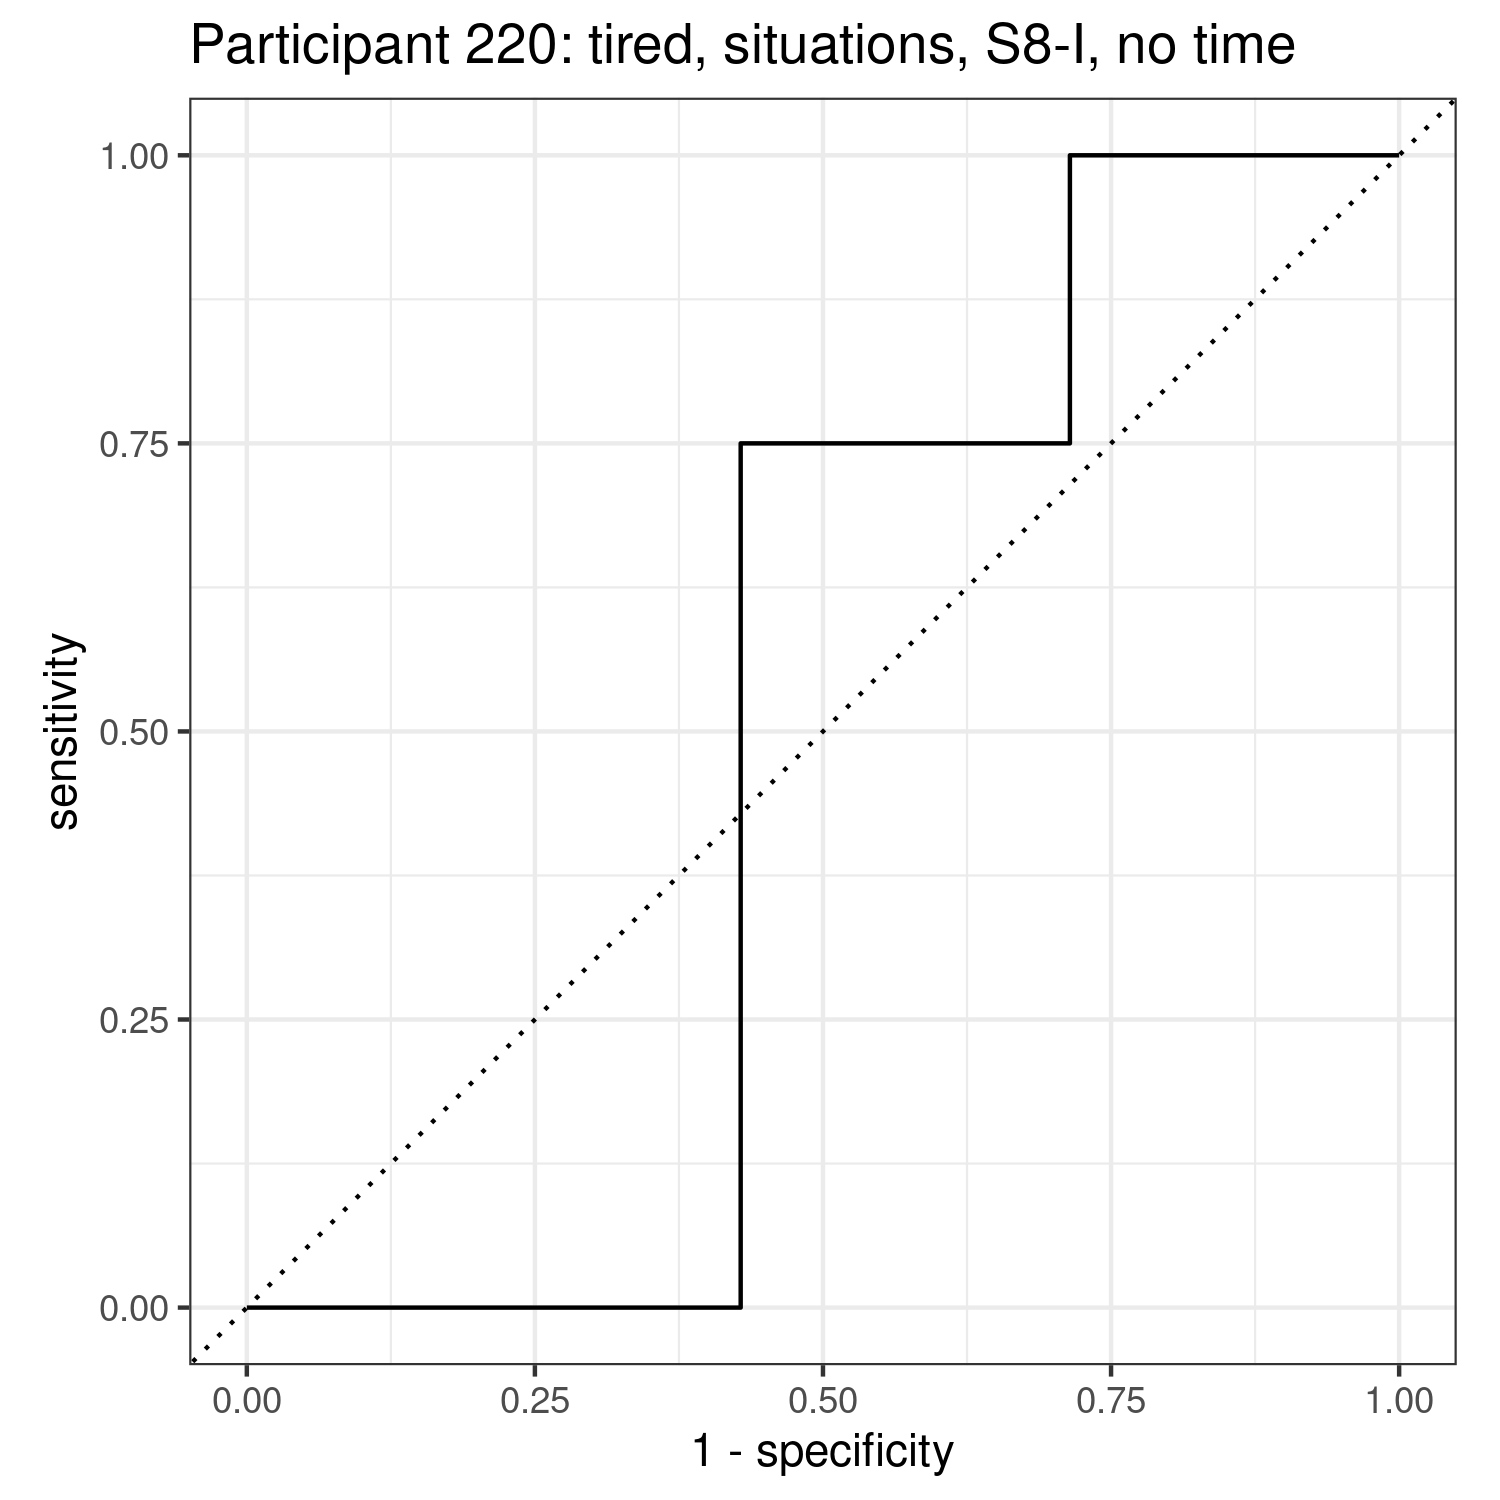 Participant 220: tired, situations, S8-I, no time
1.00
0.75
0.50
0.25
0.00
sensitivity
0.00 0.25 0.50 0.75 1.00
1 - specificity